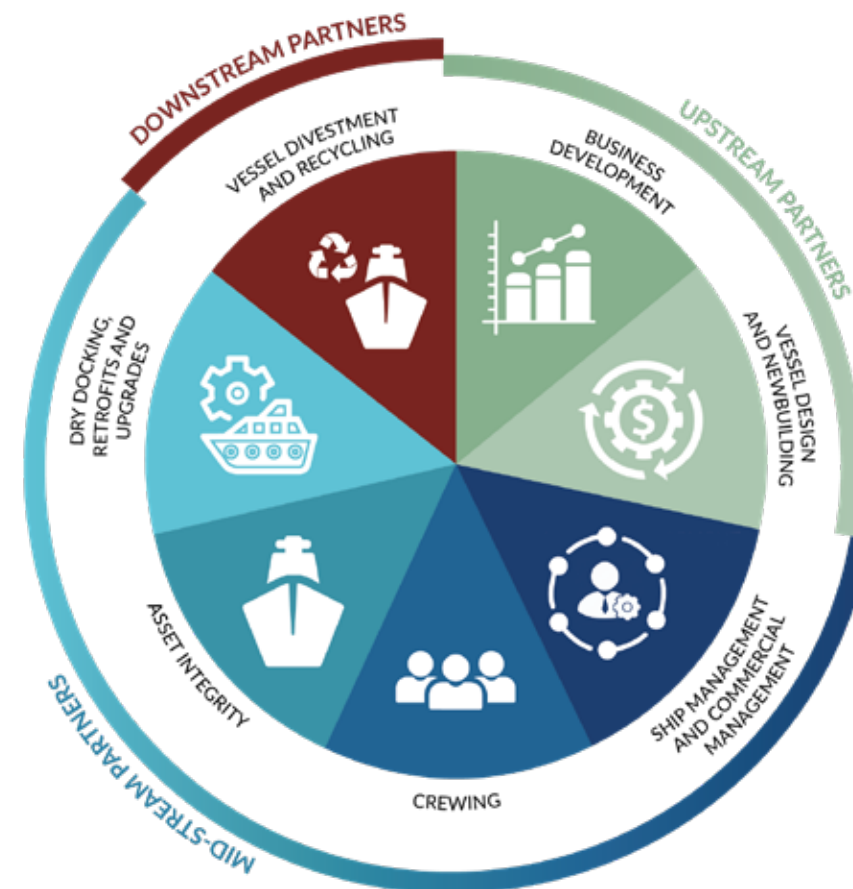 DOWNSTREAM PARTNERS
UPSTREAM PARTNERS
VESSEL DIVESTMENT
AND RECYCLING
BUSINESS
DEVELOPMENT
VESSEL DESIGN
AND NEWBUILDING
$
SHIP MANAGEMENT
AND COMMERCIAL
MANAGEMENT
CREWING
ASSET INTEGRITY
DRY DOCKING,
RETROFITS AND
UPGRADES
MID-STREAM PARTNERS